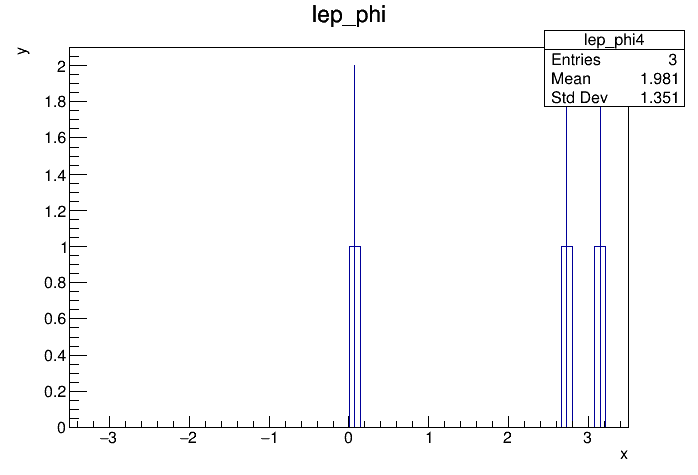 lep_phi
lep_phi4
Entries 3
Mean 1.981
Std Dev 1.351
y
2
1.8
1.6
1.4
1.2
1
0.8
0.6
0.4
0.2
0
−3 −2 −1 0 1 2 3
x